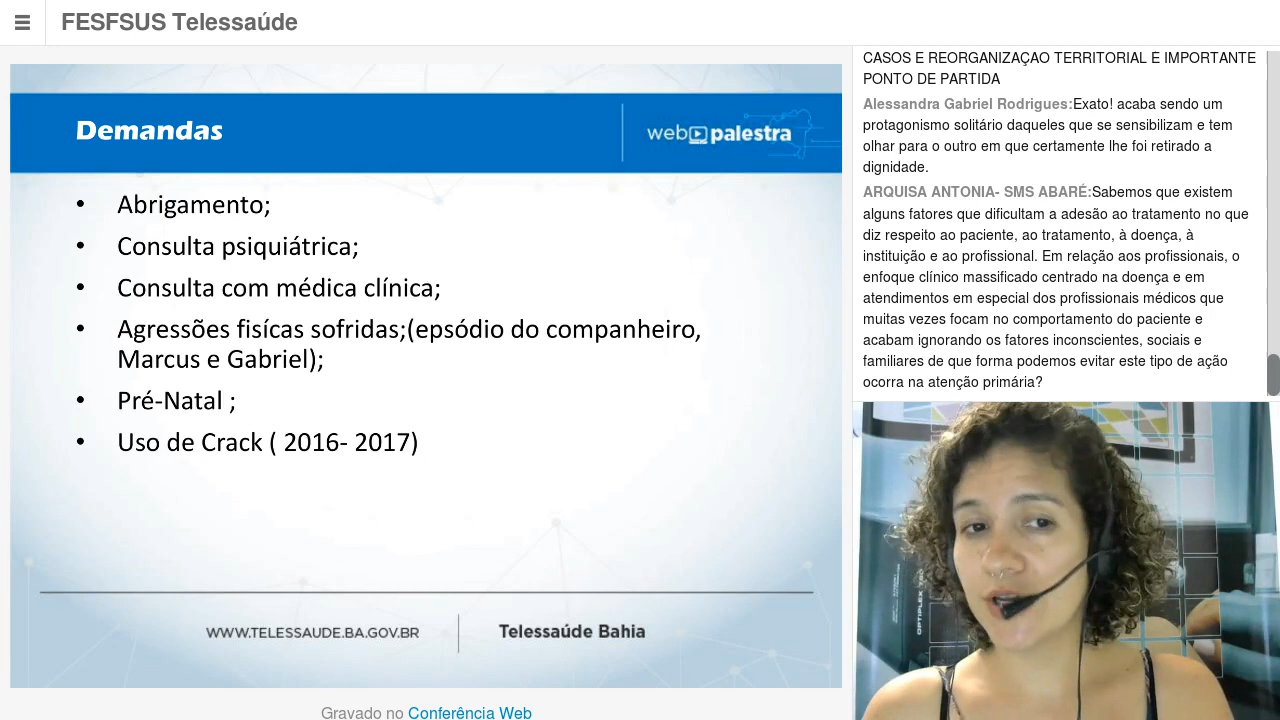 FESFSUS Telessaúde
Demandas
web palestra
• Abrigamento;
• Consulta psiquiátrica;
• Consulta com médica clínica;
• Agressões fisícas sofridas;(epsódio do companheiro,
Marcus e Gabriel);
• Pré-Natal ;
• Uso de Crack ( 2016- 2017)
WWW.TELESSAUDE.BA.GOV.BR
Telessaúde Bahia
Gravado no Conferência Web
CASOS E REORGANIZAÇÃO TERRITORIAL É IMPORTANTE
PONTO DE PARTIDA
Alessandra Gabriel Rodrigues:Exato! acaba sendo um
protagonismo solitário daqueles que se sensibilizam e tem
olhar para o outro em que certamente lhe foi retirado a
dignidade.
ARQUISA ANTONIA- SMS ABARÉ:Sabemos que existem
alguns fatores que dificultam a adesão ao tratamento no que
diz respeito ao paciente, ao tratamento, à doença, à
instituição e ao profissional. Em relação aos profissionais, o
enfoque clínico massificado centrado na doença e em
atendimentos em especial dos profissionais médicos que
muitas vezes focam no comportamento do paciente e
acabam ignorando os fatores inconscientes, sociais e
familiares de que forma podemos evitar este tipo de ação
ocorra na atenção primária?
OPTIPLEX 780